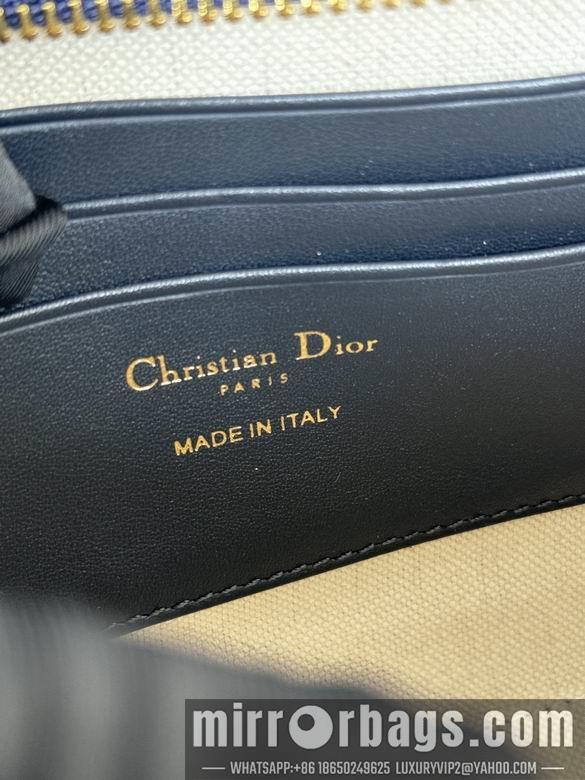 Christian Dior
PARIS
MADE IN ITALY
mirrorbags.com
WHATSAPP:+86 18650249625 LUXURYVIP2@YAHOO.COM